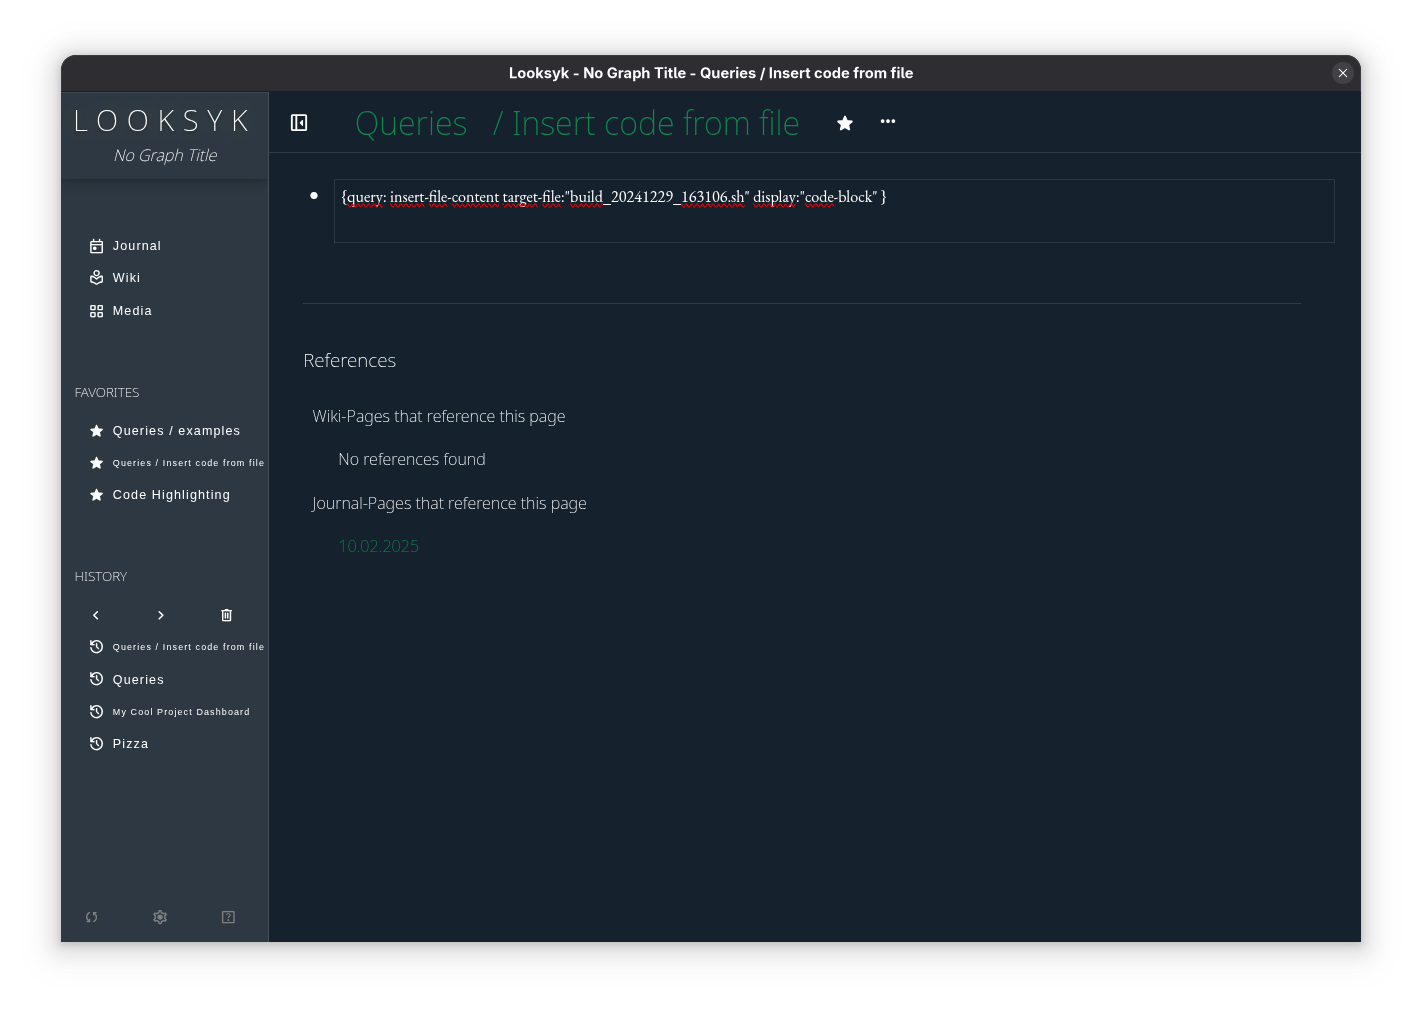 Looksyk - No Graph Title - Queries / Insert code from file
LOOKSYK
No Graph Title
Journal
Wiki
Media
FAVORITES
Queries / examples
Queries / Insert code from file
Code Highlighting
HISTORY
Queries / Insert code from file
Queries
My Cool Project Dashboard
Pizza
Queries / Insert code from file
{query: insert-file-content target-file:"build_20241229_163106.sh" display:"code-block" }
References
Wiki-Pages that reference this page
No references found
Journal-Pages that reference this page
10.02.2025